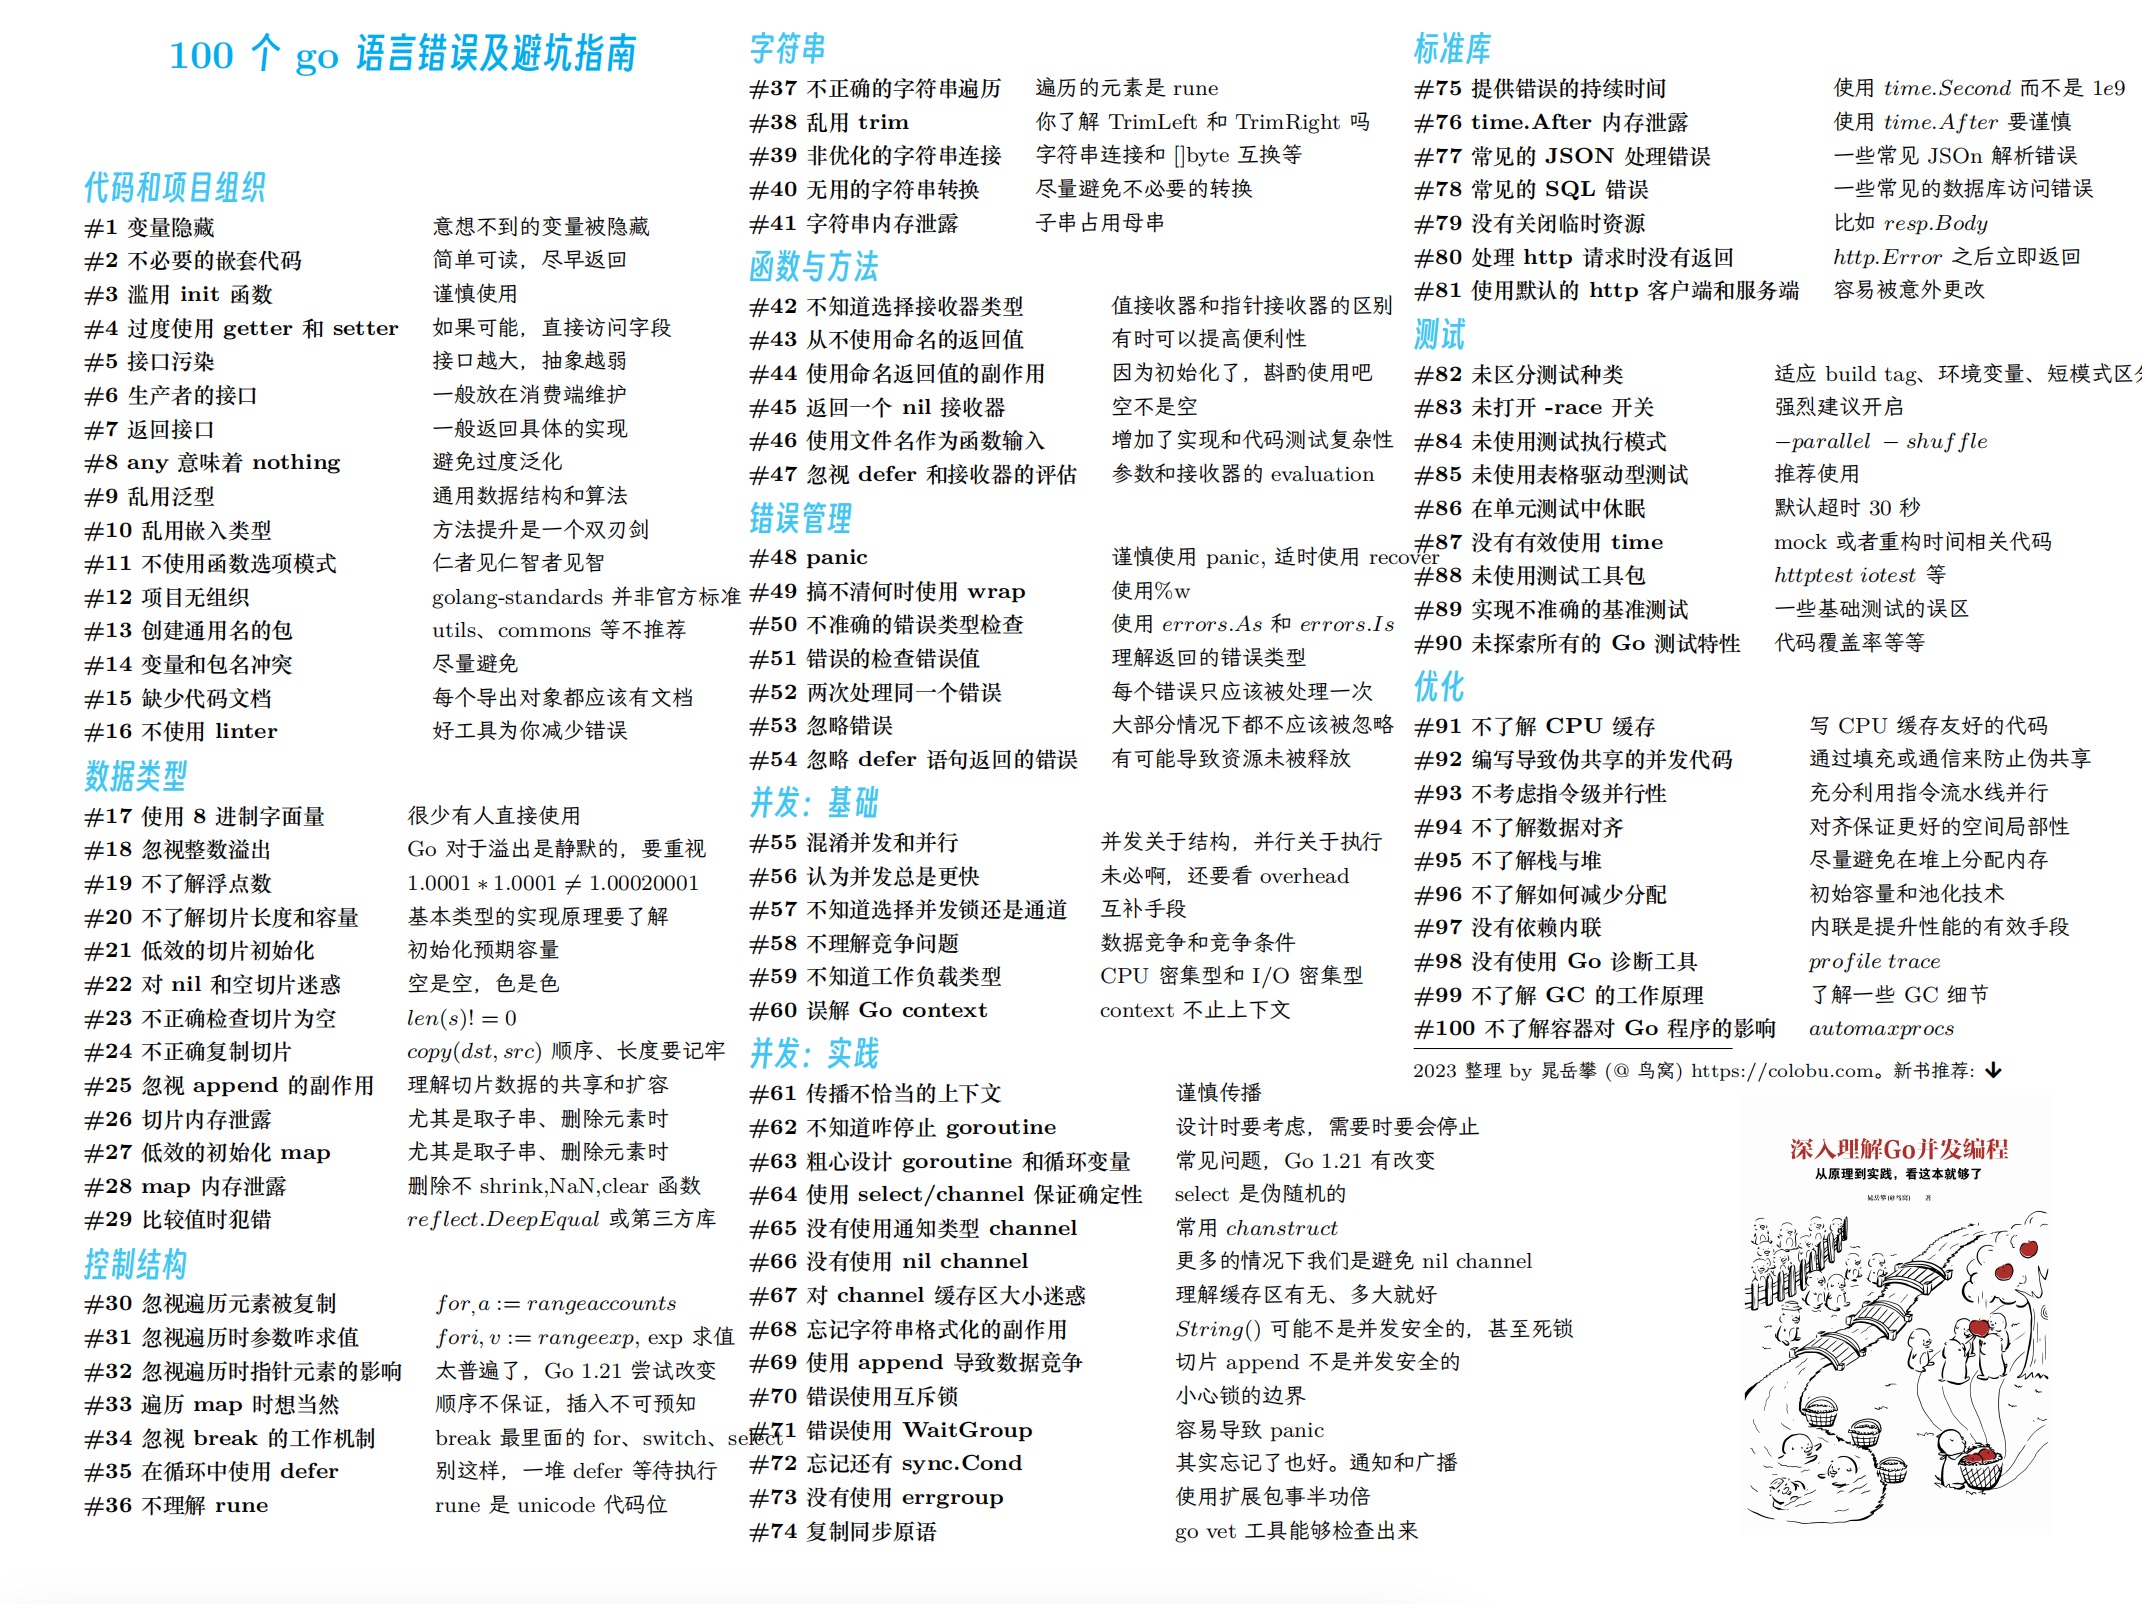 100 个 go 语言错误及避坑指南
代码和项目组织
#1 变量隐藏 意想不到的变量被隐藏
#2 不必要的嵌套代码 简单可读，尽早返回
#3 滥用 init 函数 谨慎使用
#4 过度使用 getter 和 setter 如果可能，直接访问字段
#5 接口污染 接口越大，抽象越弱
#6 生产者的接口 一般放在消费端维护
#7 返回接口 一般返回具体的实现
#8 any 意味着 nothing 避免过度泛化
#9 乱用泛型 通用数据结构和算法
#10 乱用嵌入类型 方法提升是一个双刃剑
#11 不使用函数选项模式 仁者见仁智者见智
#12 项目无组织 golang-standards 并非官方标准
#13 创建通用名的包 utils、commons 等不推荐
#14 变量和包名冲突 尽量避免
#15 缺少代码文档 每个导出对象都应该有文档
#16 不使用 linter 好工具为你减少错误
数据类型
#17 使用 8 进制字面量 很少有人直接使用
#18 忽视整数溢出 Go 对于溢出是静默的，要重视
#19 不了解浮点数 1.0001 ∗ 1.0001 ≠ 1.00020001
#20 不了解切片长度和容量 基本类型的实现原理要了解
#21 低效的切片初始化 初始化预期容量
#22 对 nil 和空切片迷惑 空是空，色是色
#23 不正确检查切片为空 len(s)! = 0
#24 不正确复制切片 copy(dst, src) 顺序、长度要记牢
#25 忽视 append 的副作用 理解切片数据的共享和扩容
#26 切片内存泄露 尤其是取子串、删除元素时
#27 低效的初始化 map 尤其是取子串、删除元素时
#28 map 内存泄露 删除不 shrink,NaN,clear 函数
#29 比较值时犯错 reflect.DeepEqual 或第三方库
控制结构
#30 忽视遍历元素被复制 for,a := rangeaccounts
#31 忽视遍历时参数咋求值 fori, v := rangeexp, exp 求值
#32 忽视遍历时指针元素的影响 太普遍了，Go 1.21 尝试改变
#33 遍历 map 时想当然 顺序不保证，插入不可预知
#34 忽视 break 的工作机制 break 最里面的 for、switch、select
#35 在循环中使用 defer 别这样，一堆 defer 等待执行
#36 不理解 rune rune 是 unicode 代码位
字符串
#37 不正确的字符串遍历 遍历的元素是 rune
#38 乱用 trim 你了解 TrimLeft 和 TrimRight 吗
#39 非优化的字符串连接 字符串连接和 []byte 互换等
#40 无用的字符串转换 尽量避免不必要的转换
#41 字符串内存泄露 子串占用母串
函数与方法
#42 不知道选择接收器类型 值接收器和指针接收器的区别
#43 从不使用命名的返回值 有时可以提高便利性
#44 使用命名返回值的副作用 因为初始化了，斟酌使用吧
#45 返回一个 nil 接收器 空不是空
#46 使用文件名作为函数输入 增加了实现和代码测试复杂性
#47 忽视 defer 和接收器的评估 参数和接收器的 evaluation
错误管理
#48 panic 谨慎使用 panic, 适时使用 recover
#49 搞不清何时使用 wrap 使用%w
#50 不准确的错误类型检查 使用 errors.As 和 errors.Is
#51 错误的检查错误值 理解返回的错误类型
#52 两次处理同一个错误 每个错误只应该被处理一次
#53 忽略错误 大部分情况下都不应该被忽略
#54 忽略 defer 语句返回的错误 有可能导致资源未被释放
并发：基础
#55 混淆并发和并行 并发关于结构，并行关于执行
#56 认为并发总是更快 未必啊，还要看 overhead
#57 不知道选择并发锁还是通道 互补手段
#58 不理解竞争问题 数据竞争和竞争条件
#59 不知道工作负载类型 CPU 密集型和 I/O 密集型
#60 误解 Go context context 不止上下文
并发：实践
#61 传播不恰当的上下文 谨慎传播
#62 不知道咋停止 goroutine 设计时要考虑，需要时要会停止
#63 粗心设计 goroutine 和循环变量 常见问题，Go 1.21 有改变
#64 使用 select/channel 保证确定性 select 是伪随机的
#65 没有使用通知类型 channel 常用 chanstruct
#66 没有使用 nil channel 更多的情况下我们是避免 nil channel
#67 对 channel 缓存区大小迷惑 理解缓存区有无、多大就好
#68 忘记字符串格式化的副作用 String() 可能不是并发安全的，甚至死锁
#69 使用 append 导致数据竞争 切片 append 不是并发安全的
#70 错误使用互斥锁 小心锁的边界
#71 错误使用 WaitGroup 容易导致 panic
#72 忘记还有 sync.Cond 其实忘记了也好。通知和广播
#73 没有使用 errgroup 使用扩展包事半功倍
#74 复制同步原语 go vet 工具能够检查出来
标准库
#75 提供错误的持续时间 使用 time.Second 而不是 1e9
#76 time.After 内存泄露 使用 time.After 要谨慎
#77 常见的 JSON 处理错误 一些常见 JSOn 解析错误
#78 常见的 SQL 错误 一些常见的数据库访问错误
#79 没有关闭临时资源 比如 resp.Body
#80 处理 http 请求时没有返回 http.Error 之后立即返回
#81 使用默认的 http 客户端和服务端 容易被意外更改
测试
#82 未区分测试种类 适应 build tag、环境变量、短模式区分
#83 未打开 -race 开关 强烈建议开启
#84 未使用测试执行模式 −parallel − shuffle
#85 未使用表格驱动型测试 推荐使用
#86 在单元测试中休眠 默认超时 30 秒
#87 没有有效使用 time mock 或者重构时间相关代码
#88 未使用测试工具包 httptest iotest 等
#89 实现不准确的基准测试 一些基础测试的误区
#90 未探索所有的 Go 测试特性 代码覆盖率等等
优化
#91 不了解 CPU 缓存 写 CPU 缓存友好的代码
#92 编写导致伪共享的并发代码 通过填充或通信来防止伪共享
#93 不考虑指令级并行性 充分利用指令流水线并行
#94 不了解数据对齐 对齐保证更好的空间局部性
#95 不了解栈与堆 尽量避免在堆上分配内存
#96 不了解如何减少分配 初始容量和池化技术
#97 没有依赖内联 内联是提升性能的有效手段
#98 没有使用 Go 诊断工具 profile trace
#99 不了解 GC 的工作原理 了解一些 GC 细节
#100 不了解容器对 Go 程序的影响 automaxprocs
2023 整理 by 晁岳攀 (@ 鸟窝) https://colobu.com。新书推荐: ↓
深入理解Go并发编程
从原理到实践，看这本就够了
晁岳攀(@鸟窝) 著